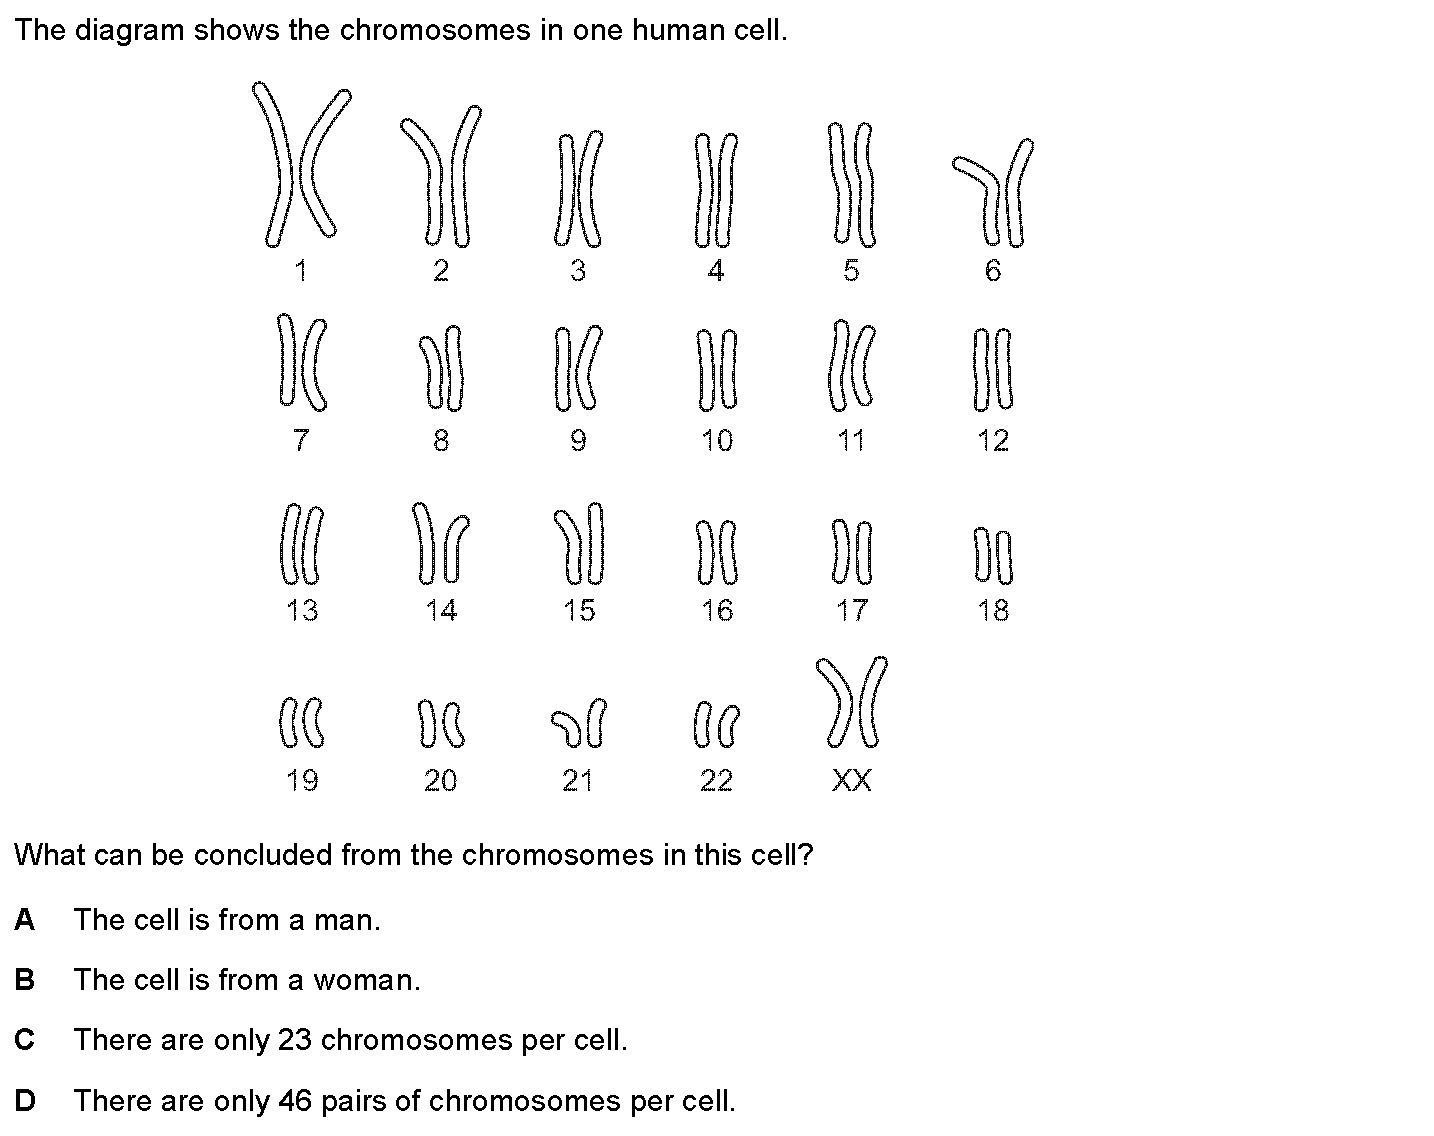 The diagram shows the chromosomes in one human cell.
1 2 3 4 5 6
7 8 9 10 11 12
13 14 15 16 17 18
19 20 21 22 XX
What can be concluded from the chromosomes in this cell?
A The cell is from a man.
B The cell is from a woman.
C There are only 23 chromosomes per cell.
D There are only 46 pairs of chromosomes per cell.